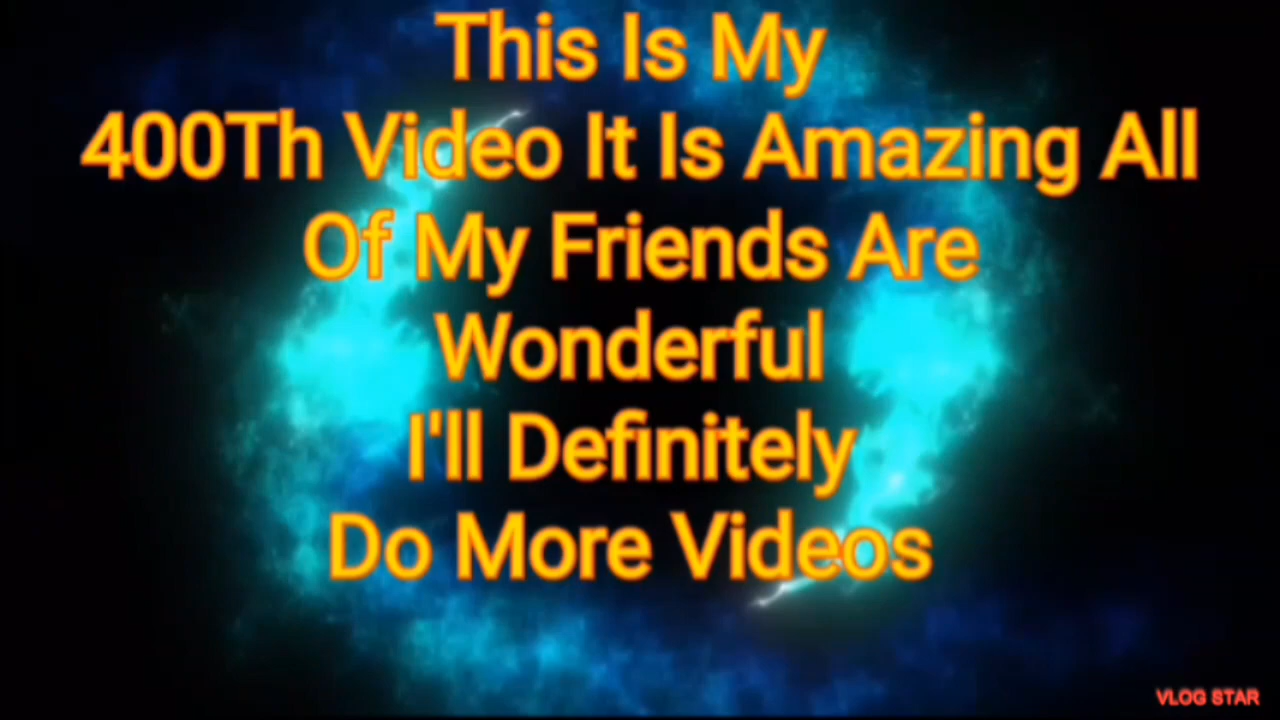 This Is My
400Th Video It Is Amazing All
Of My Friends Are
Wonderful
I'll Definitely
Do More Videos
VLOG STAR